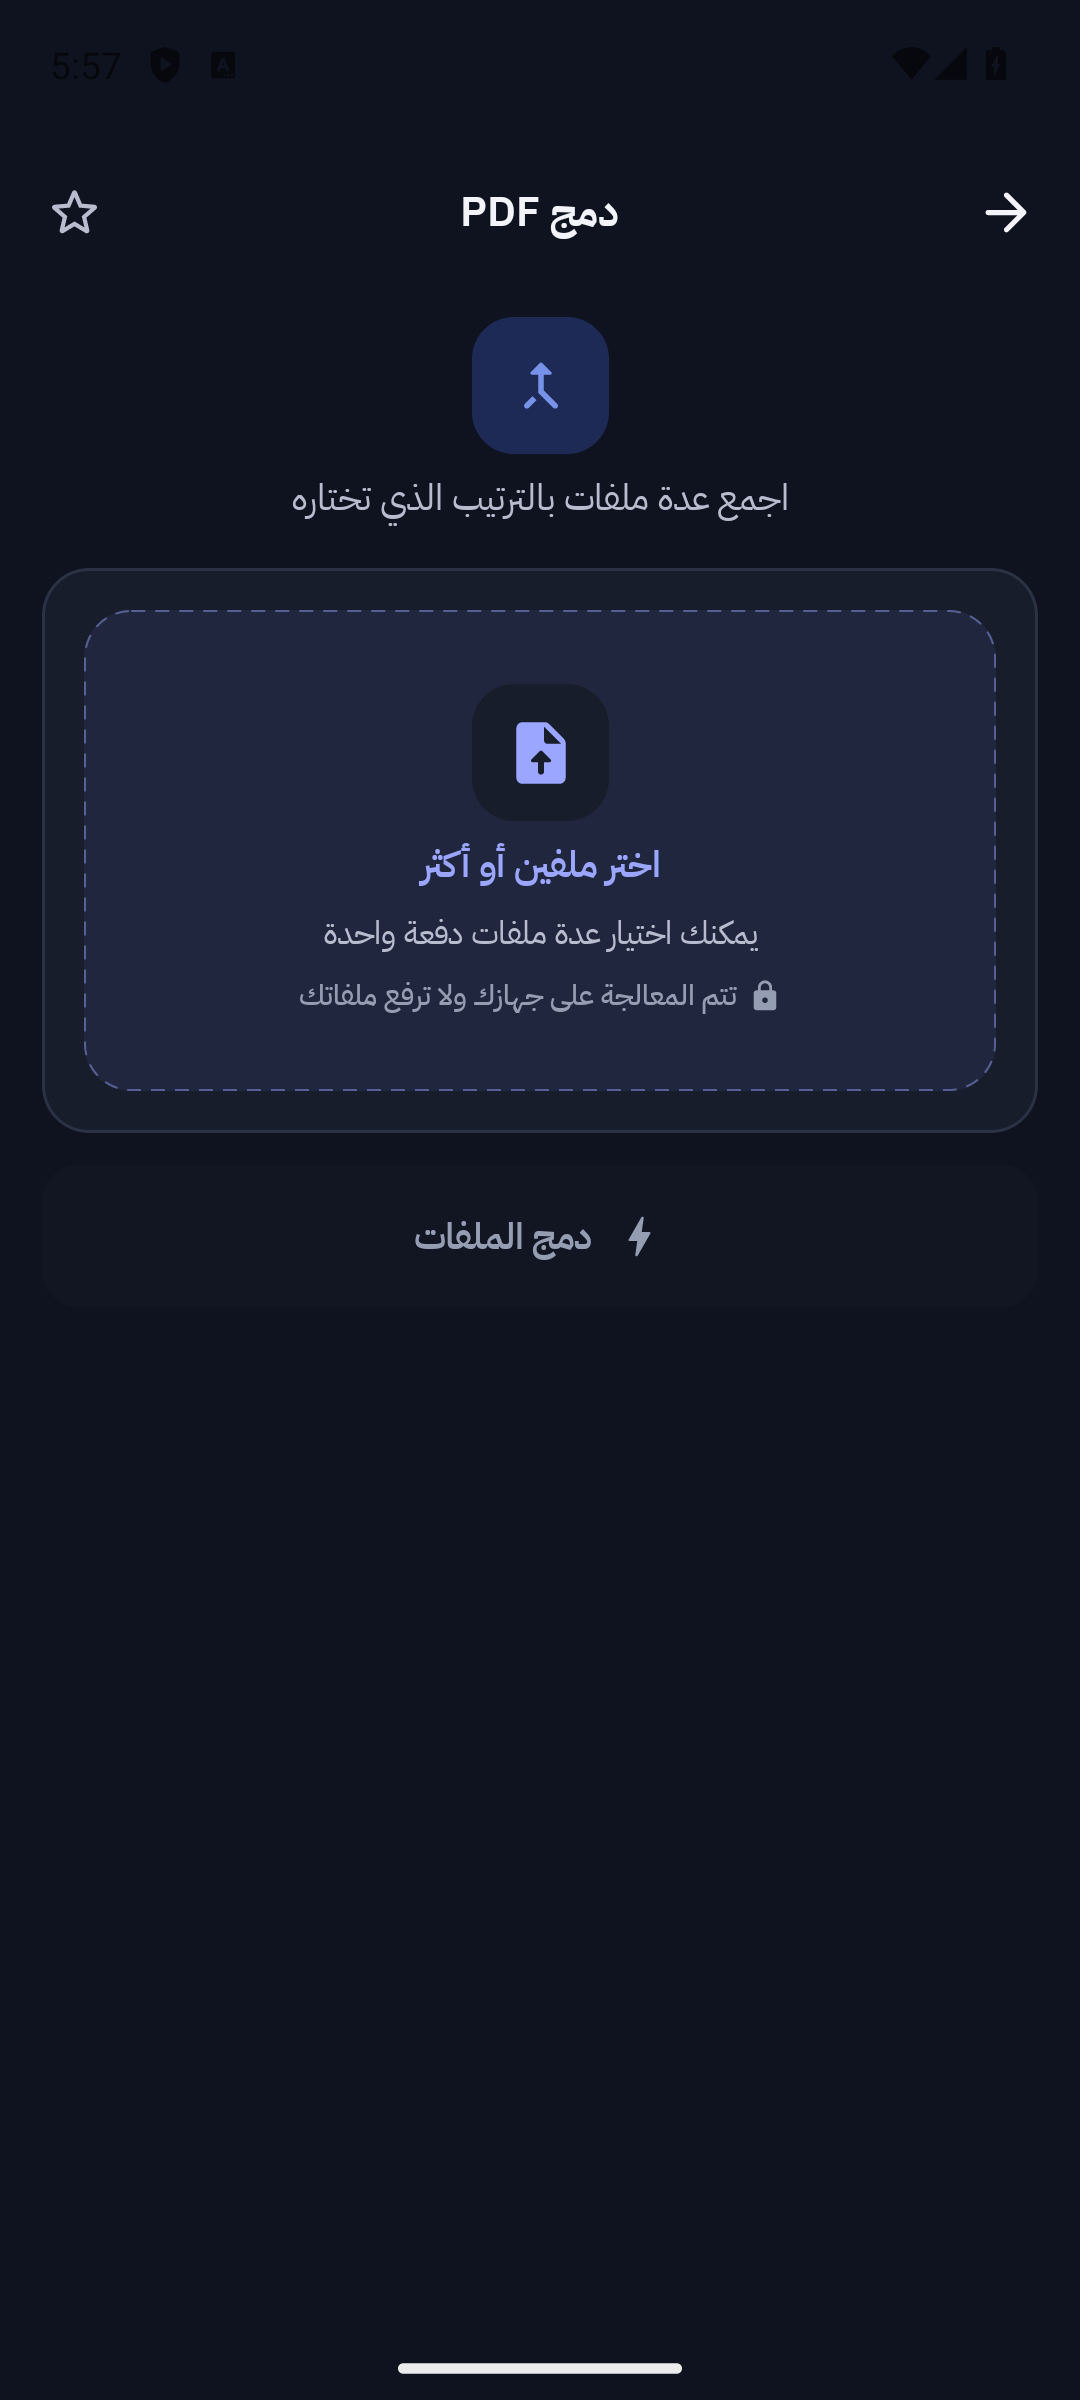 5:57
دمج PDF
اجمع عدة ملفات بالترتيب الذي تختاره
اختر ملفين أو أكثر
يمكنك اختيار عدة ملفات دفعة واحدة
تتم المعالجة على جهازك ولا ترفع ملفاتك
دمج الملفات